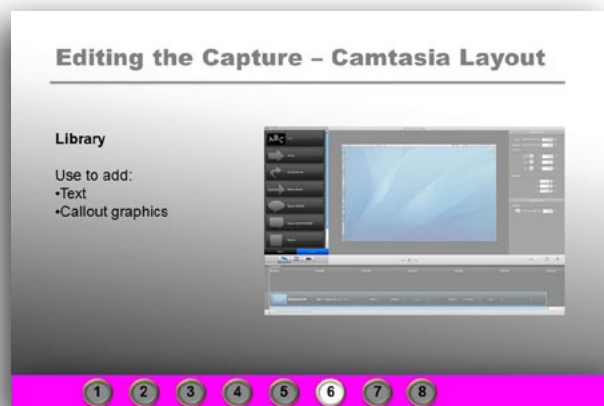 Editing the Capture – Camtasia Layout
Library
Use to add:
•Text
•Callout graphics
ABC
1 2 3 4 5 6 7 8